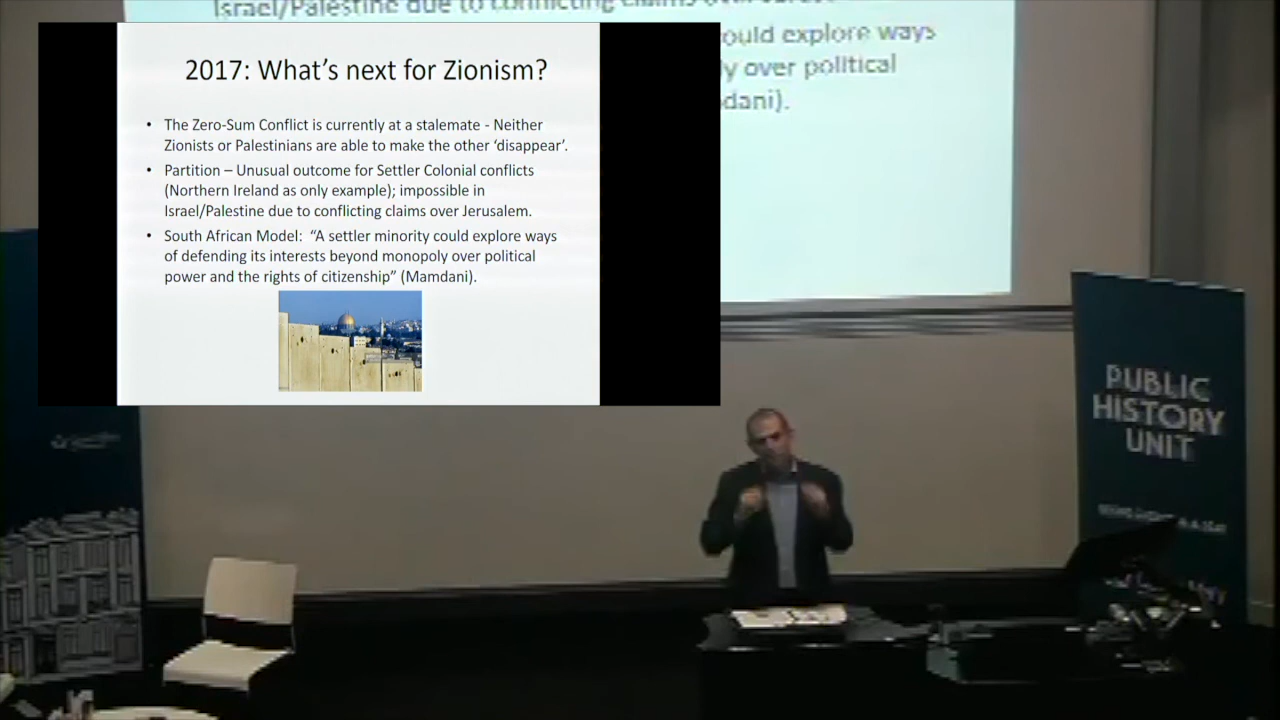 Israel/Palestine due to conflicting claims over
ould explore ways
y over political
dani).
2017: What's next for Zionism?
• The Zero-Sum Conflict is currently at a stalemate - Neither
Zionists or Palestinians are able to make the other ‘disappear’.
• Partition – Unusual outcome for Settler Colonial conflicts
(Northern Ireland as only example); impossible in
Israel/Palestine due to conflicting claims over Jerusalem.
• South African Model: “A settler minority could explore ways
of defending its interests beyond monopoly over political
power and the rights of citizenship” (Mamdani).
PUBLIC
HISTORY
UNIT